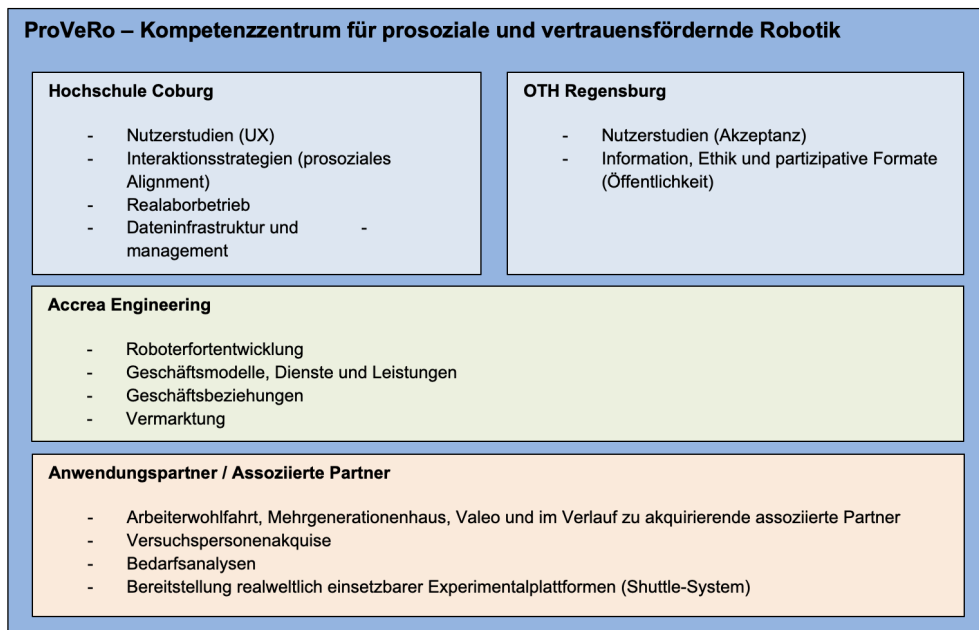 ProVeRo – Kompetenzzentrum für prosoziale und vertrauensfördernde Robotik
Hochschule Coburg
- Nutzerstudien (UX)
- Interaktionsstrategien (prosoziales
Alignment)
- Realaborbetrieb
- Dateninfrastruktur und -
management
OTH Regensburg
- Nutzerstudien (Akzeptanz)
- Information, Ethik und partizipative Formate
(Öffentlichkeit)
Accrea Engineering
- Roboterfortentwicklung
- Geschäftsmodelle, Dienste und Leistungen
- Geschäftsbeziehungen
- Vermarktung
Anwendungspartner / Assoziierte Partner
- Arbeiterwohlfahrt, Mehrgenerationenhaus, Valeo und im Verlauf zu akquirierende assoziierte Partner
- Versuchspersonenakquise
- Bedarfsanalysen
- Bereitstellung realweltlich einsetzbarer Experimentalplattformen (Shuttle-System)